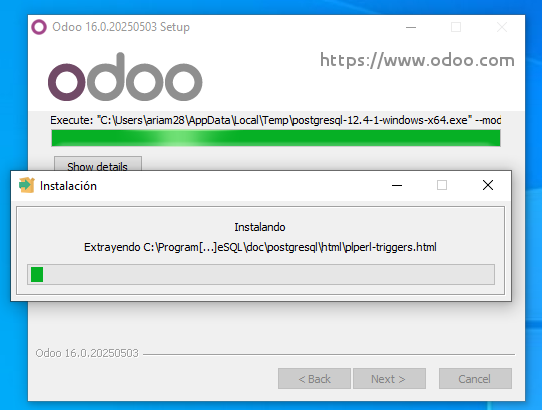 Odoo 16.0.20250503 Setup
odoo
https://www.odoo.com
Execute: "C:\Users\ariam28\AppData\Local\Temp\postgresql-12.4-1-windows-x64.exe" --mod
Show details
Instalación
Instalando
Extrayendo C:\Program[...]eSQL\doc\postgresql\html\plperl-triggers.html
Odoo 16.0.20250503
< Back
Next >
Cancel